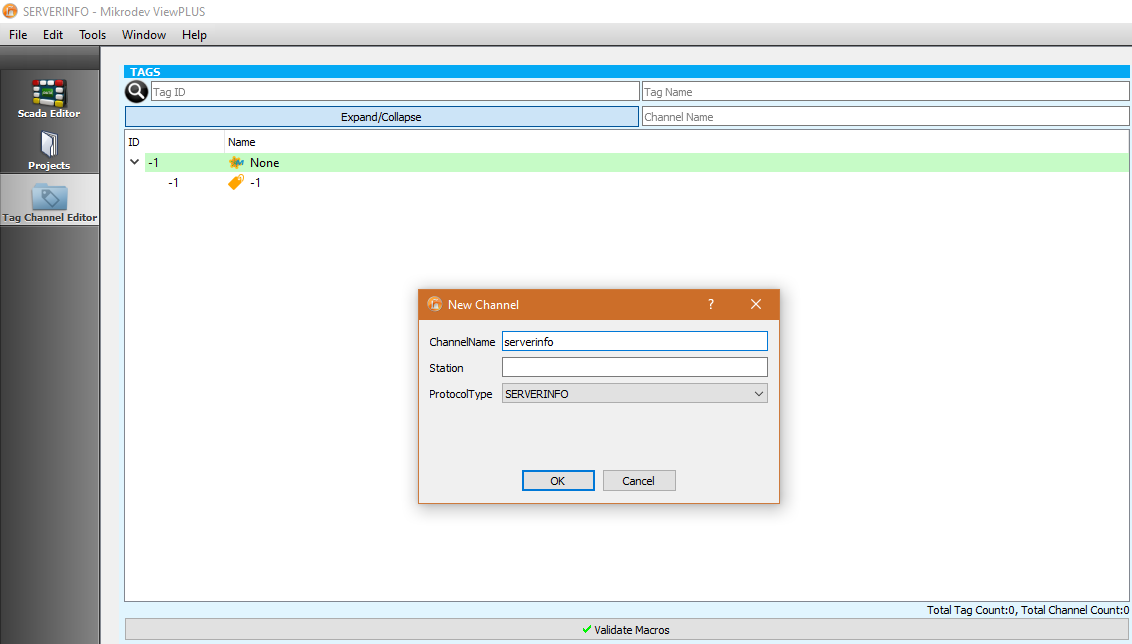 SERVERINFO - Mikrodev ViewPLUS
File Edit Tools Window Help
TAGS
Tag ID Tag Name
Expand/Collapse Channel Name
ID Name
-1 None
-1 -1
Scada Editor
Projects
Tag Channel Editor
New Channel ?
ChannelName serverinfo
Station
ProtocolType SERVERINFO
OK Cancel
Total Tag Count:0, Total Channel Count:0
Validate Macros